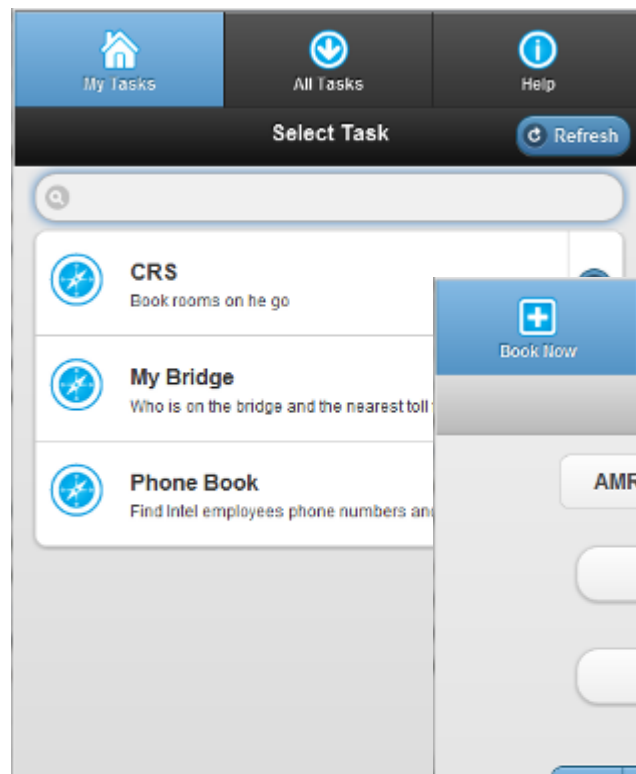 My Tasks
All Tasks
Help
Select Task
Refresh
CRS
Book rooms on he go
My Bridge
Who is on the bridge and the nearest toll
Phone Book
Find Intel employees phone numbers and
Book Now
AMR